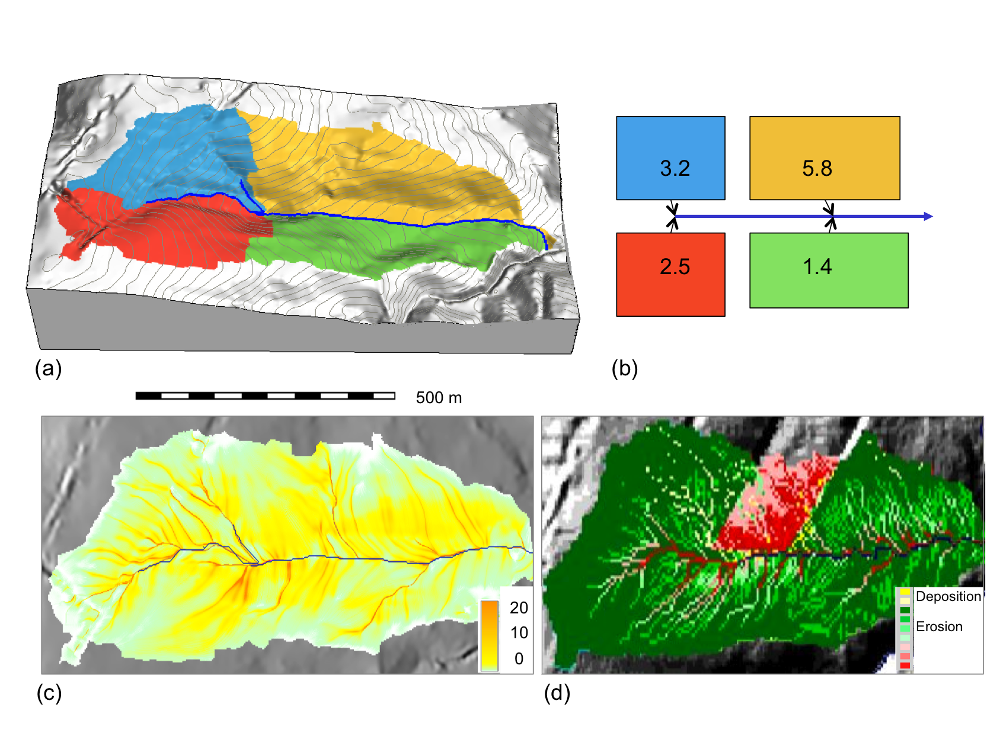 3.2
5.8
2.5
1.4
(a)
(b)
500 m
20
10
0
Deposition
Erosion
(c)
(d)